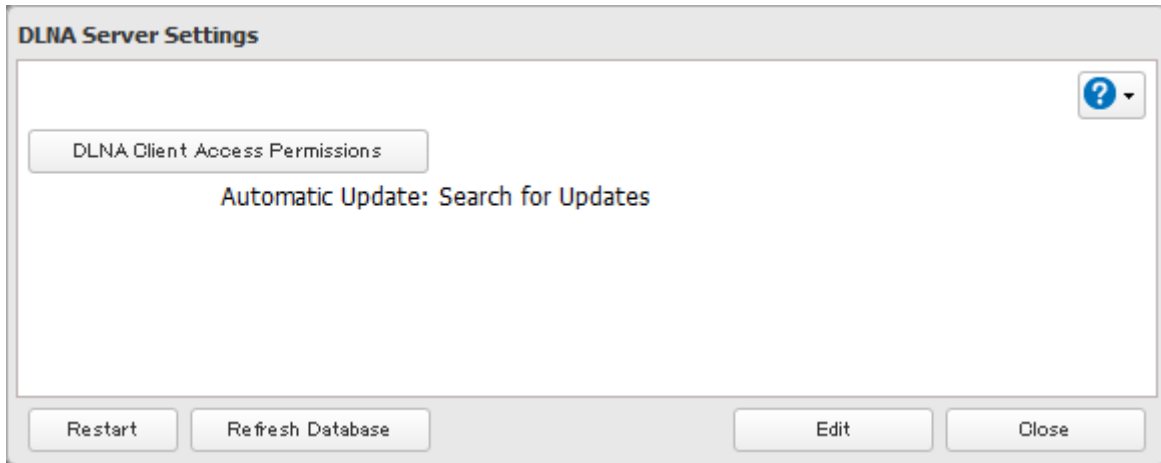 DLNA Server Settings
?
DLNA Client Access Permissions
Automatic Update: Search for Updates
Restart Refresh Database Edit Close